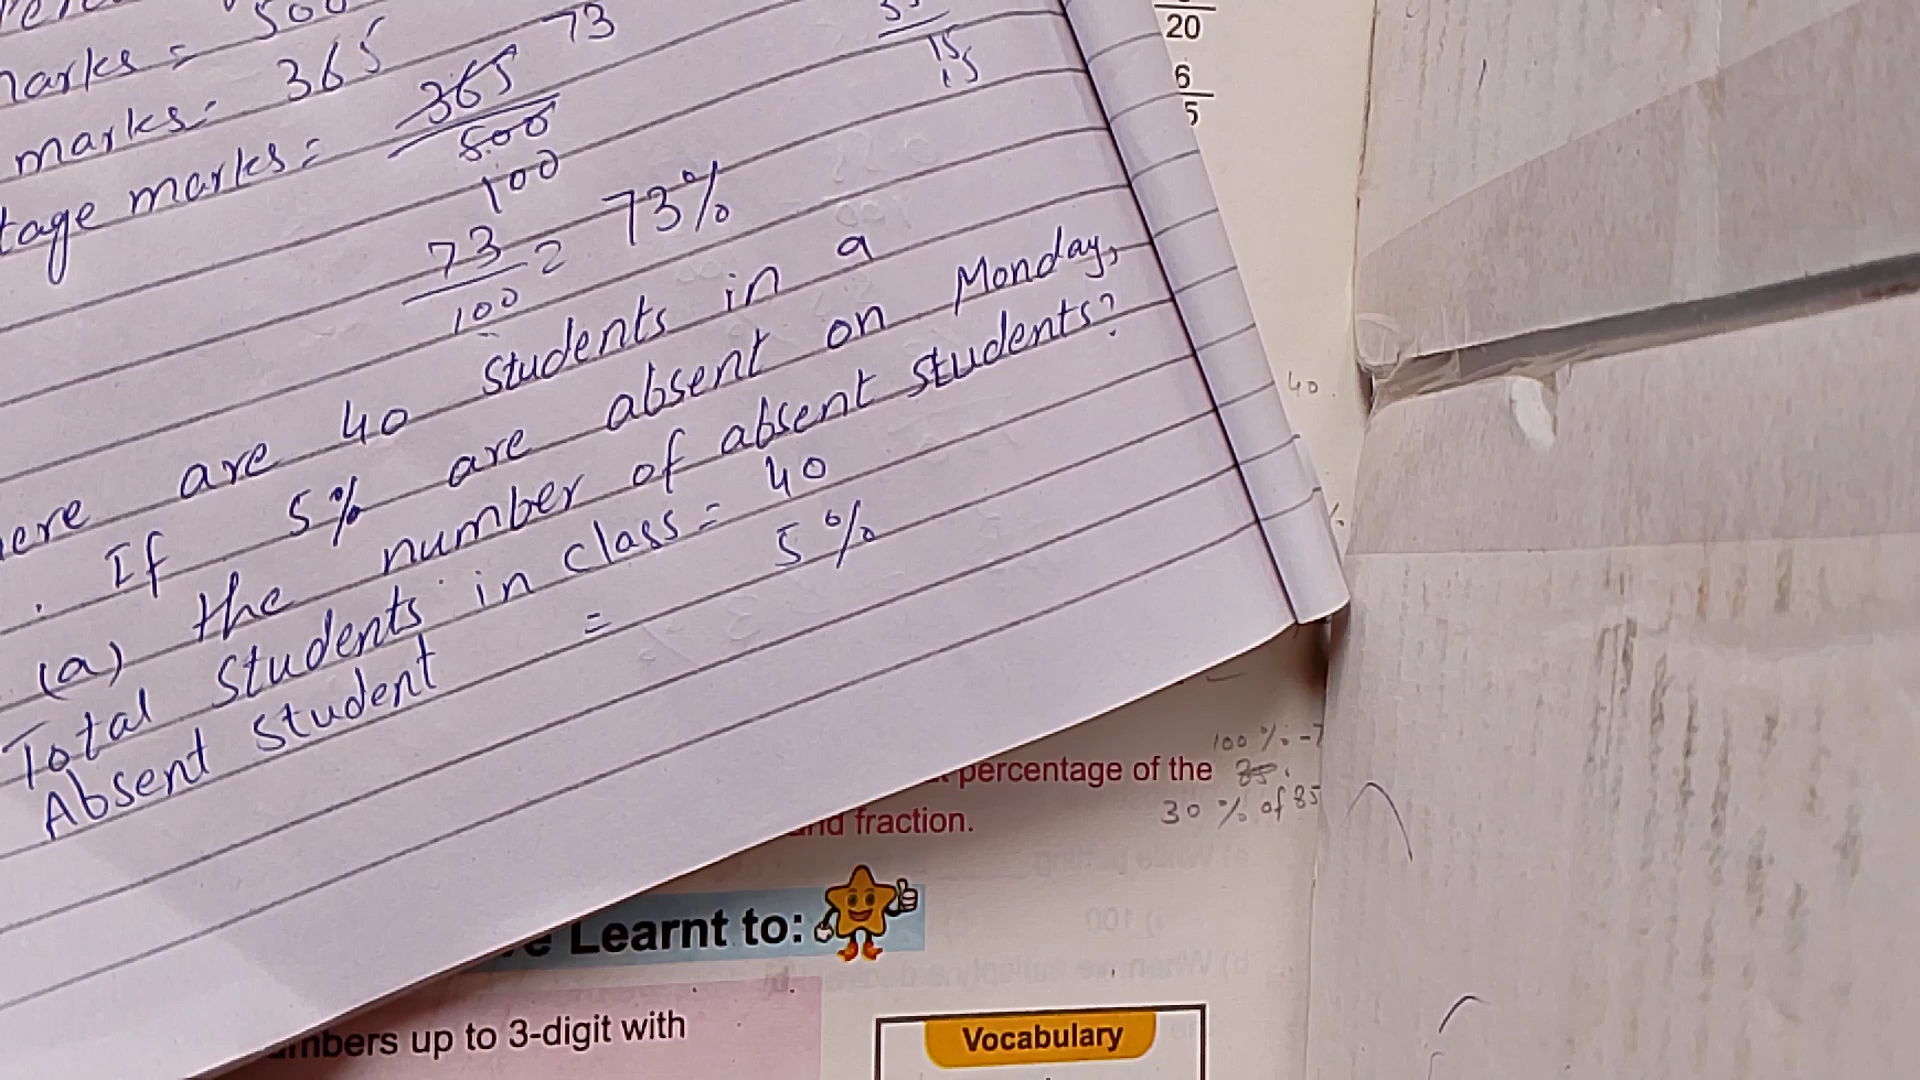 marks = 500
marks = 365
tage marks = 365 73
500
100
73 = 73%
100
ere are 40 students in a
. If 5% are absent on Monday,
(a) the number of absent students?
Total students in class = 40
Absent student = 5%
20
6
5
40
100 % -7
percentage of the
30 % of 85
fraction.
Learnt to:
mbers up to 3-digit with
Vocabulary